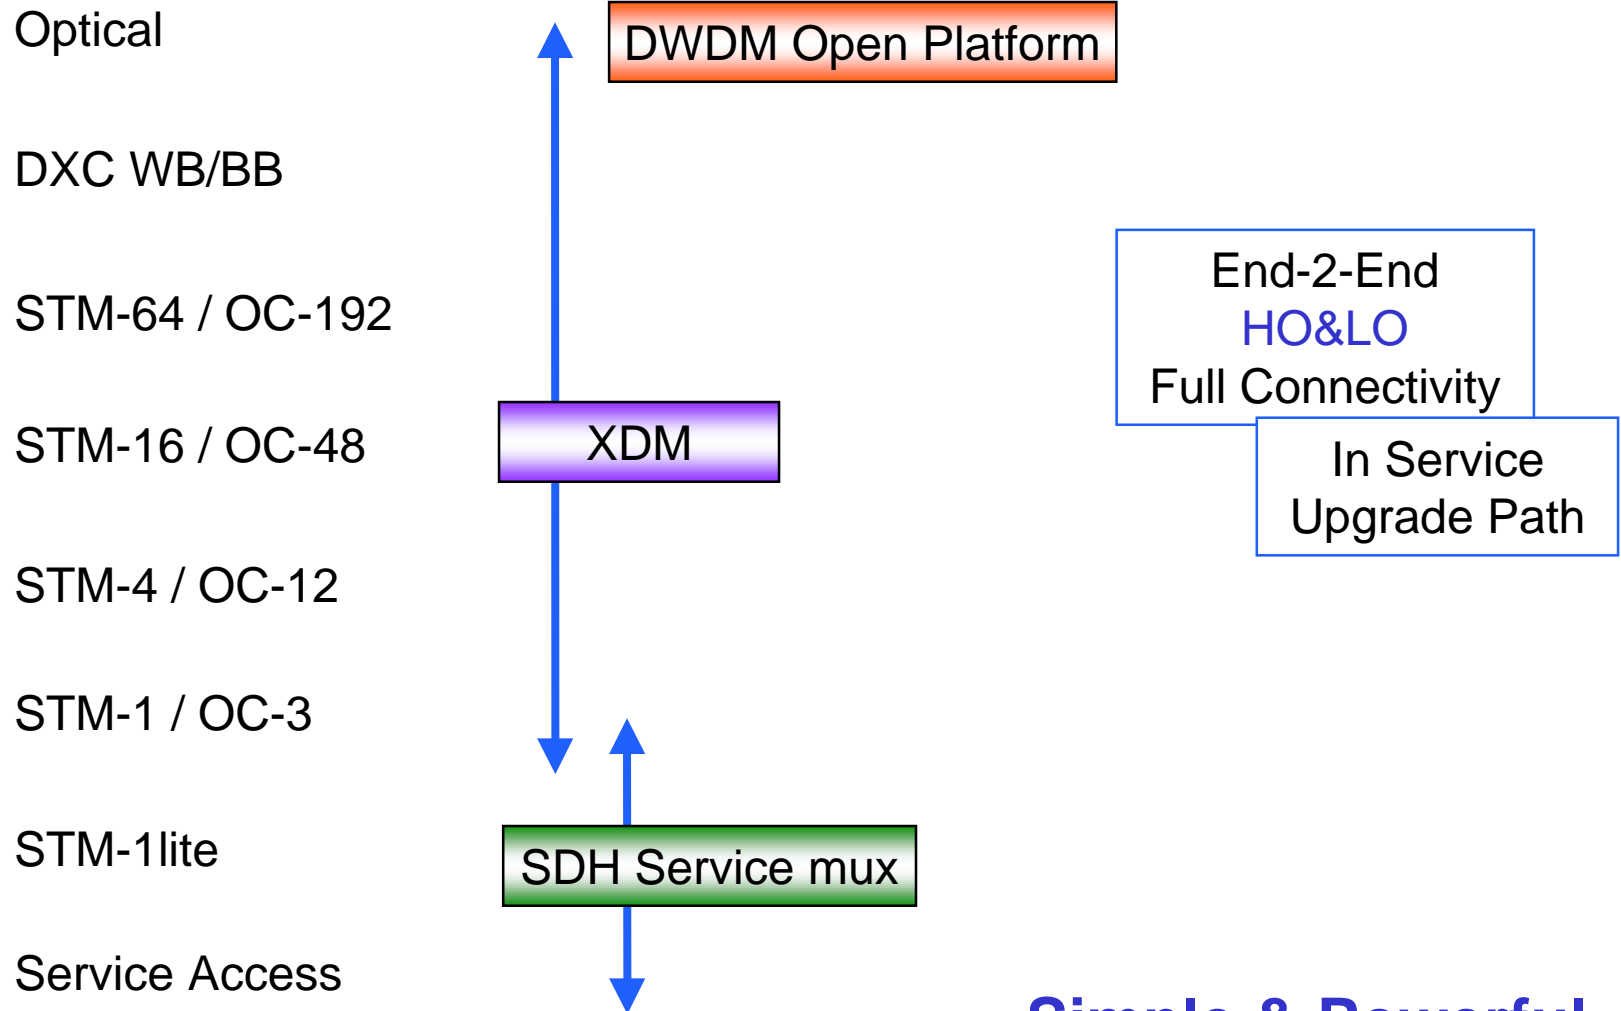 Optical
DWDM Open Platform
DXC WB/BB
End-2-End
HO&LO
Full Connectivity
STM-64 / OC-192
STM-16 / OC-48
XDM
In Service
Upgrade Path
STM-4 / OC-12
STM-1 / OC-3
STM-1lite
SDH Service mux
Service Access
Simple & Powerful